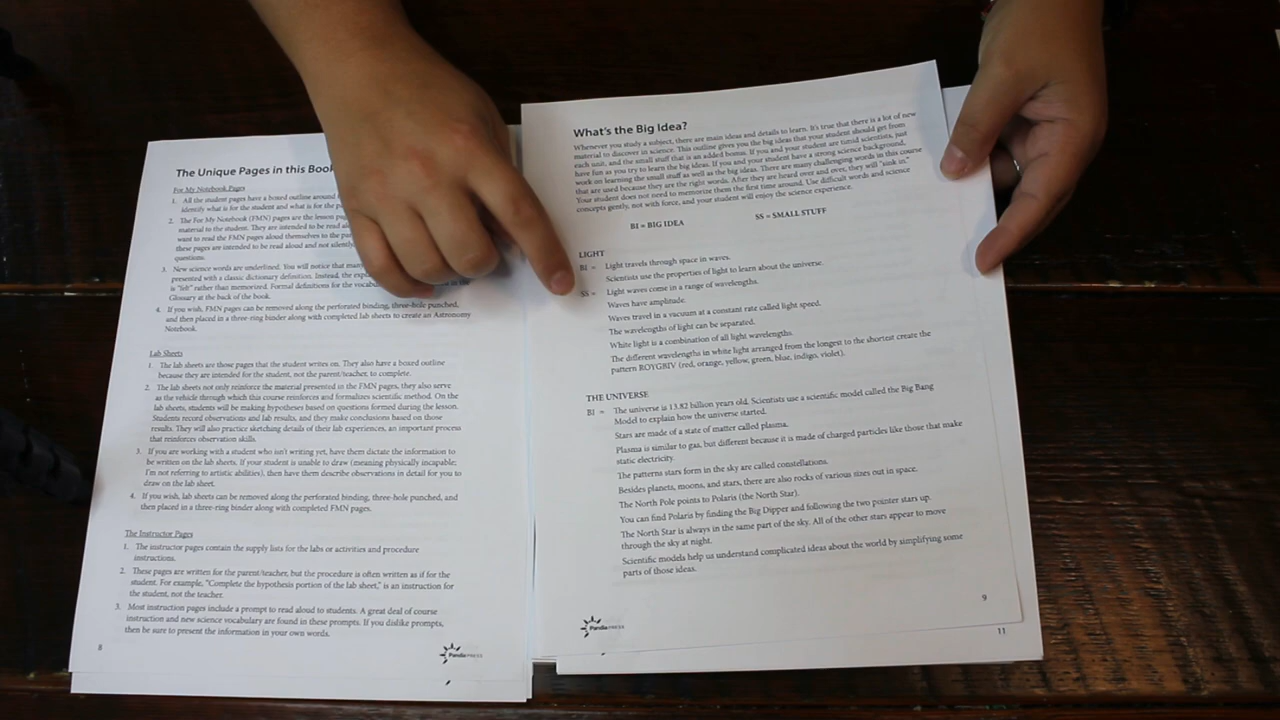 The Unique Pages in this Boo
For My Notebook Pages
1. All the student pages have a boxed outline around
identify what is for the student and what is for the
2. The For My Notebook (FMN) pages are the lesson
material to the student. They are intended to be read
want to read the FMN pages aloud themselves to the
these pages are intended to be read aloud and not silently
questions.
3. New science words are underlined. You will notice that many
presented with a classic dictionary definition. Instead, the
is "felt" rather than memorized. Formal definitions for the
Glossary at the back of the book.
4. If you wish, FMN pages can be removed along the perforated binding, three-hole punched,
and then placed in a three-ring binder along with completed lab sheets to create an Astronomy
Notebook.
Lab Sheets
1. The lab sheets are those pages that the student writes on. They also have a boxed outline
because they are intended for the student, not the parent/teacher, to complete.
2. The lab sheets not only reinforce the material presented in the FMN pages, they also serve
as the vehicle through which this course reinforces and formalizes scientific method. On the
lab sheets, students will be making hypotheses based on questions formed during the lesson.
Students record observations and lab results, and they make conclusions based on those
results. They will also practice sketching details of their lab experiences, an important process
that reinforces observation skills.
3. If you are working with a student who isn't writing yet, have them dictate the information to
be written on the lab sheets. If your student is unable to draw (meaning physically incapable;
I'm not referring to artistic abilities), then have them describe observations in detail for you to
draw on the lab sheet.
4. If you wish, lab sheets can be removed along the perforated binding, three-hole punched, and
then placed in a three-ring binder along with completed FMN pages.
The Instructor Pages
1. The instructor pages contain the supply lists for the labs or activities and procedure
instructions.
2. These pages are written for the parent/teacher, but the procedure is often written as if for the
student. For example, "Complete the hypothesis portion of the lab sheet," is an instruction for
the student, not the teacher.
3. Most instruction pages include a prompt to read aloud to students. A great deal of course
instruction and new science vocabulary are found in these prompts. If you dislike prompts,
then be sure to present the information in your own words.
8
Pandia PRESS
What's the Big Idea?
Whenever you study a subject, there are main ideas and details to learn. It's true that there is a lot of new
material to discover in science. This outline gives you the big ideas that your student should get from
each unit, and the small stuff that is an added bonus. If you and your student are timid scientists, just
have fun as you try to learn the big ideas. If you and your student have a strong science background,
work on learning the small stuff as well as the big ideas. There are many challenging words in this course
that are used because they are the right words. After they are heard over and over, they will "sink in."
Your student does not need to memorize them the first time around. Use difficult words and science
concepts gently, not with force, and your student will enjoy the science experience.
BI = BIG IDEA SS = SMALL STUFF
LIGHT
BI = Light travels through space in waves.
Scientists use the properties of light to learn about the universe.
SS = Light waves come in a range of wavelengths.
Waves have amplitude.
Waves travel in a vacuum at a constant rate called light speed.
The wavelengths of light can be separated.
White light is a combination of all light wavelengths.
The different wavelengths in white light arranged from the longest to the shortest create the
pattern ROYGBIV (red, orange, yellow, green, blue, indigo, violet).
THE UNIVERSE
BI = The universe is 13.82 billion years old. Scientists use a scientific model called the Big Bang
Model to explain how the universe started.
Stars are made of a state of matter called plasma.
Plasma is similar to gas, but different because it is made of charged particles like those that make
static electricity.
The patterns stars form in the sky are called constellations.
Besides planets, moons, and stars, there are also rocks of various sizes out in space.
The North Pole points to Polaris (the North Star).
You can find Polaris by finding the Big Dipper and following the two pointer stars up.
The North Star is always in the same part of the sky. All of the other stars appear to move
through the sky at night.
Scientific models help us understand complicated ideas about the world by simplifying some
parts of those ideas.
9
Pandia PRESS
11